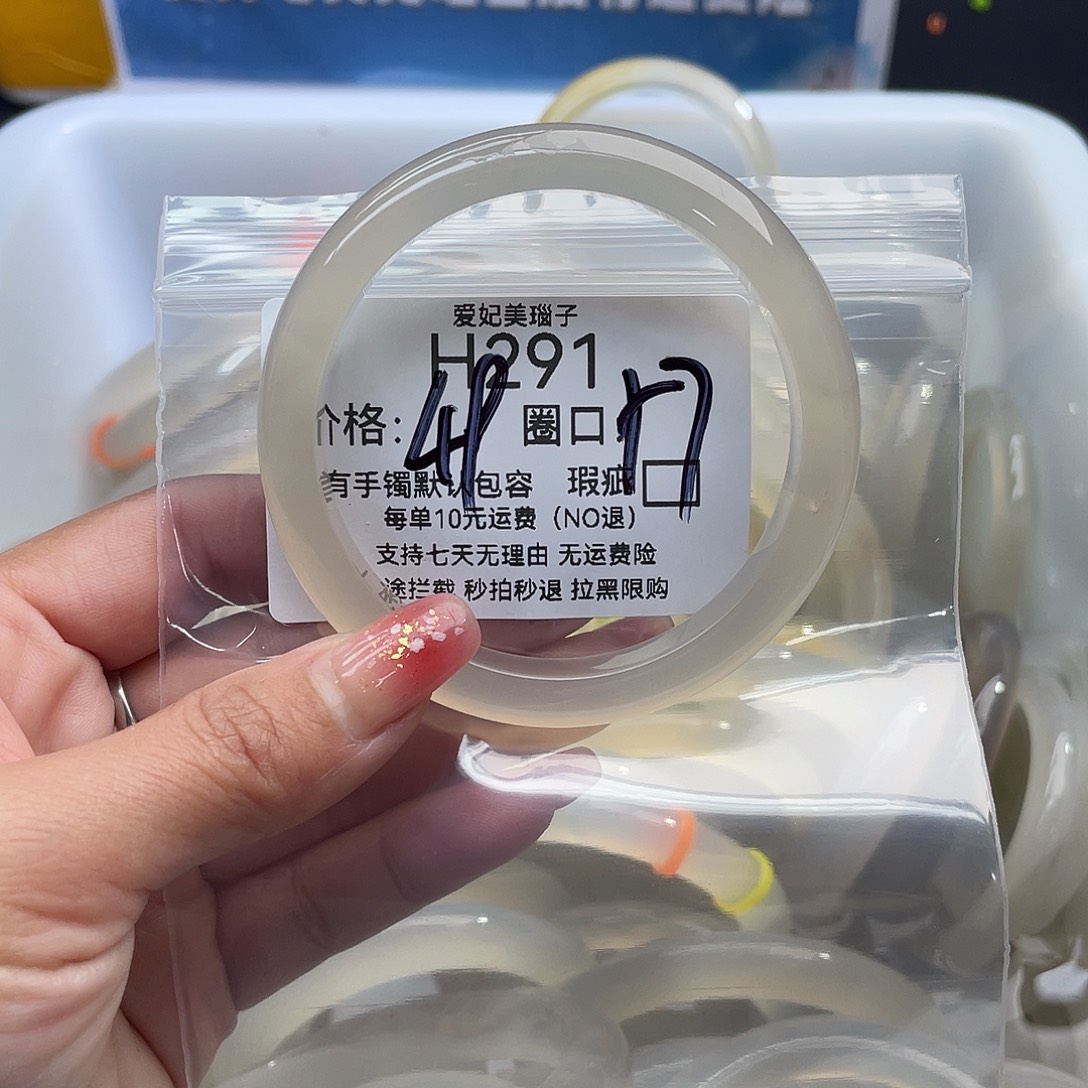 爱妃美瑙子
H291
价格: 49 圈口: 57
有手镯默认包容 瑕疵
每单10元运费（NO退）
支持七天无理由 无运费险
途拦截 秒拍秒退 拉黑限购